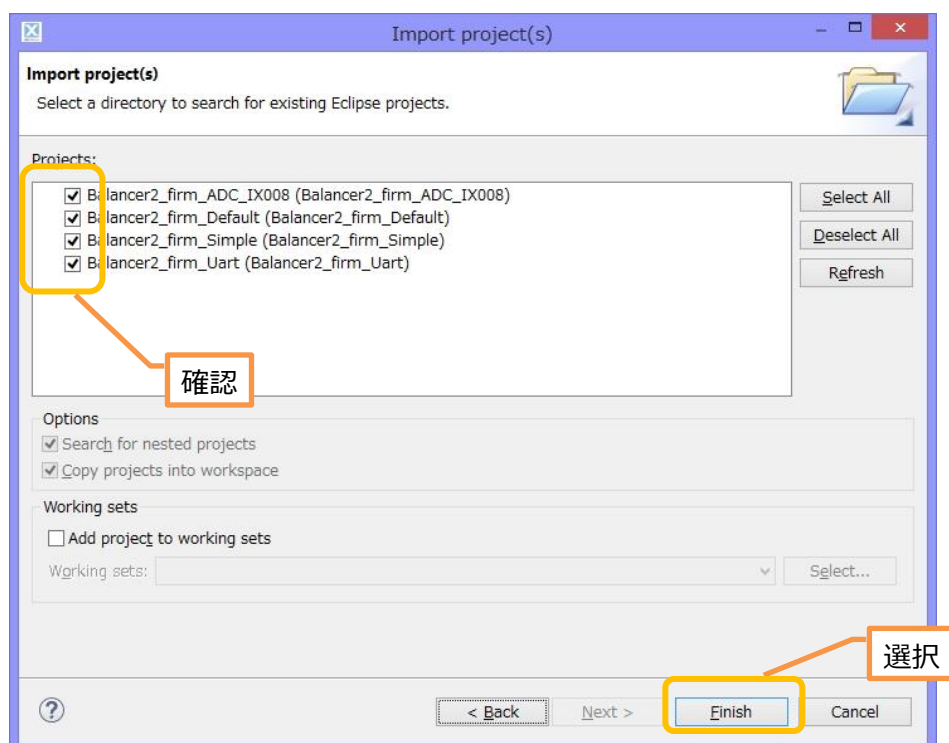 Import project(s)
Import project(s)
Select a directory to search for existing Eclipse projects.
Projects:
Balancer2_firm_ADC_IX008 (Balancer2_firm_ADC_IX008)
Balancer2_firm_Default (Balancer2_firm_Default)
Balancer2_firm_Simple (Balancer2_firm_Simple)
Balancer2_firm_Uart (Balancer2_firm_Uart)
Select All
Deselect All
Refresh
確認
Options
Search for nested projects
Copy projects into workspace
Working sets
Add project to working sets
Working sets:
Select...
選択
< Back
Next >
Finish
Cancel